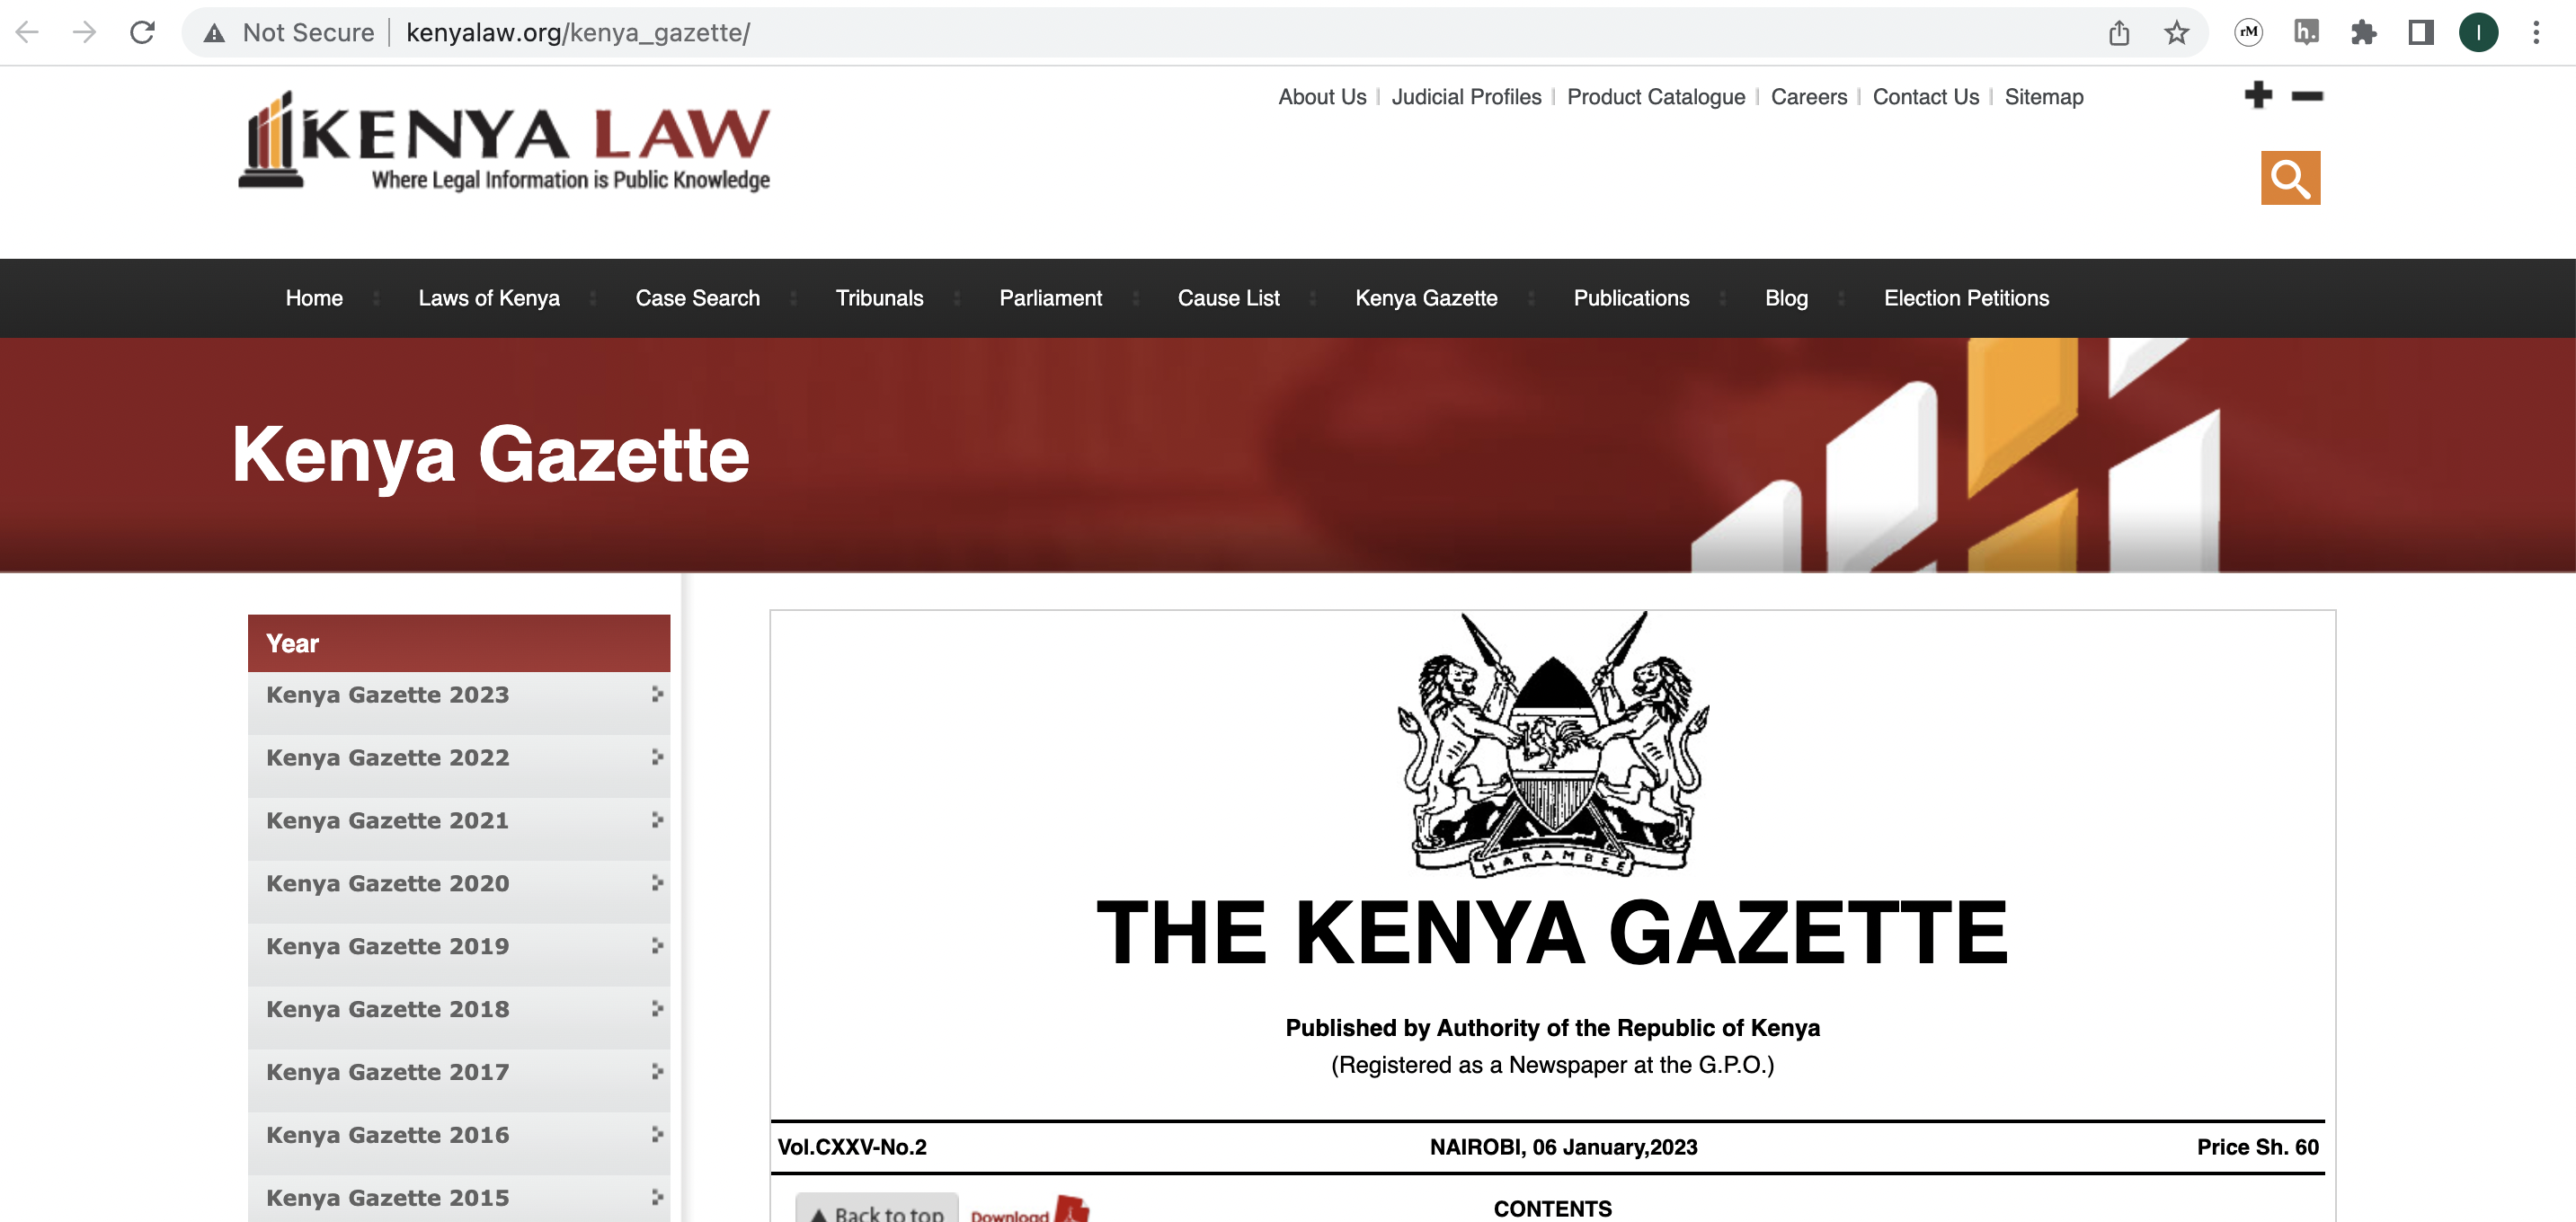 Not Secure | kenyalaw.org/kenya_gazette/
rM
h.
I
About Us | Judicial Profiles | Product Catalogue | Careers | Contact Us | Sitemap
KENYA LAW
Where Legal Information is Public Knowledge
Home
Laws of Kenya
Case Search
Tribunals
Parliament
Cause List
Kenya Gazette
Publications
Blog
Election Petitions
Kenya Gazette
Year
Kenya Gazette 2023
Kenya Gazette 2022
Kenya Gazette 2021
Kenya Gazette 2020
Kenya Gazette 2019
Kenya Gazette 2018
Kenya Gazette 2017
Kenya Gazette 2016
Kenya Gazette 2015
HARAMBEE
THE KENYA GAZETTE
Published by Authority of the Republic of Kenya
(Registered as a Newspaper at the G.P.O.)
Vol.CXXV-No.2
NAIROBI, 06 January,2023
Price Sh. 60
▲ Back to top
Download
CONTENTS